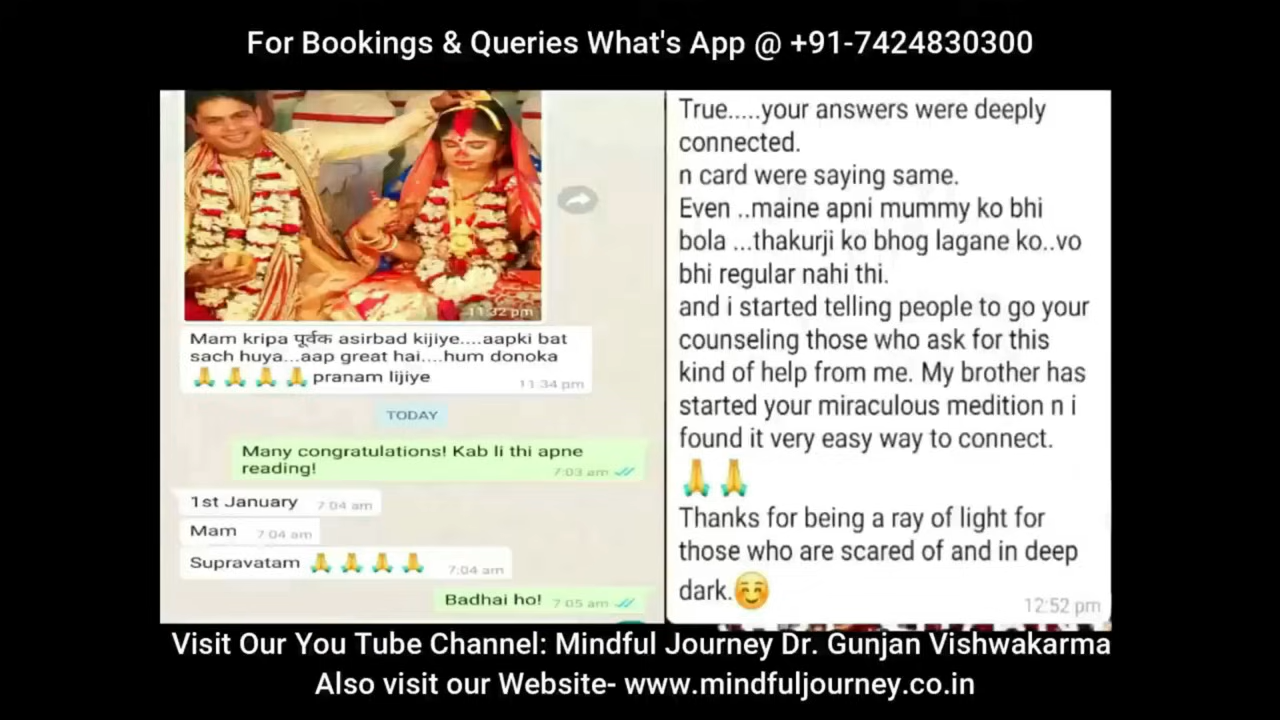 For Bookings & Queries What's App @ +91-7424830300
11:32 pm
Mam kripa पूर्वक asirbad kijiye....aapki bat
sach huya...aap great hai....hum donoka
🙏 🙏 🙏 🙏 pranam lijiye 11:34 pm
TODAY
Many congratulations! Kab li thi apne
reading! 7:03 am
1st January 7:04 am
Mam 7:04 am
Supravatam 🙏 🙏 🙏 🙏 7:04 am
Badhai ho! 7:05 am
True.....your answers were deeply
connected.
n card were saying same.
Even ..maine apni mummy ko bhi
bola ...thakurji ko bhog lagane ko..vo
bhi regular nahi thi.
and i started telling people to go your
counseling those who ask for this
kind of help from me. My brother has
started your miraculous medition n i
found it very easy way to connect.
🙏 🙏
Thanks for being a ray of light for
those who are scared of and in deep
dark.☺️ 12:52 pm
Visit Our You Tube Channel: Mindful Journey Dr. Gunjan Vishwakarma
Also visit our Website- www.mindfuljourney.co.in